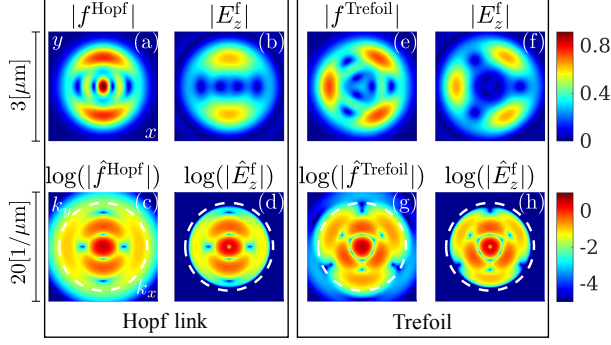 |f^Hopf| |E_z^f| |f^Trefoil| |E_z^f|
3[μm] y (a) x (b) (e) (f) 0.8 0.4 0
log(|f̂^Hopf|) log(|Ê_z^f|) log(|f̂^Trefoil|) log(|Ê_z^f|)
20[1/μm] k_y (c) k_x (d) (g) (h) 0 -2 -4
Hopf link Trefoil